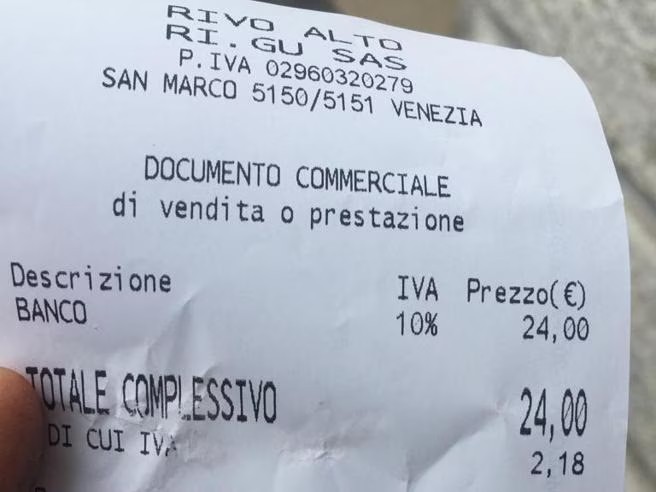 RIVO ALTO
RI.GU SAS
P.IVA 02960320279
SAN MARCO 5150/5151 VENEZIA
DOCUMENTO COMMERCIALE
di vendita o prestazione
Descrizione IVA Prezzo(€)
BANCO 10% 24,00
TOTALE COMPLESSIVO 24,00
DI CUI IVA 2,18